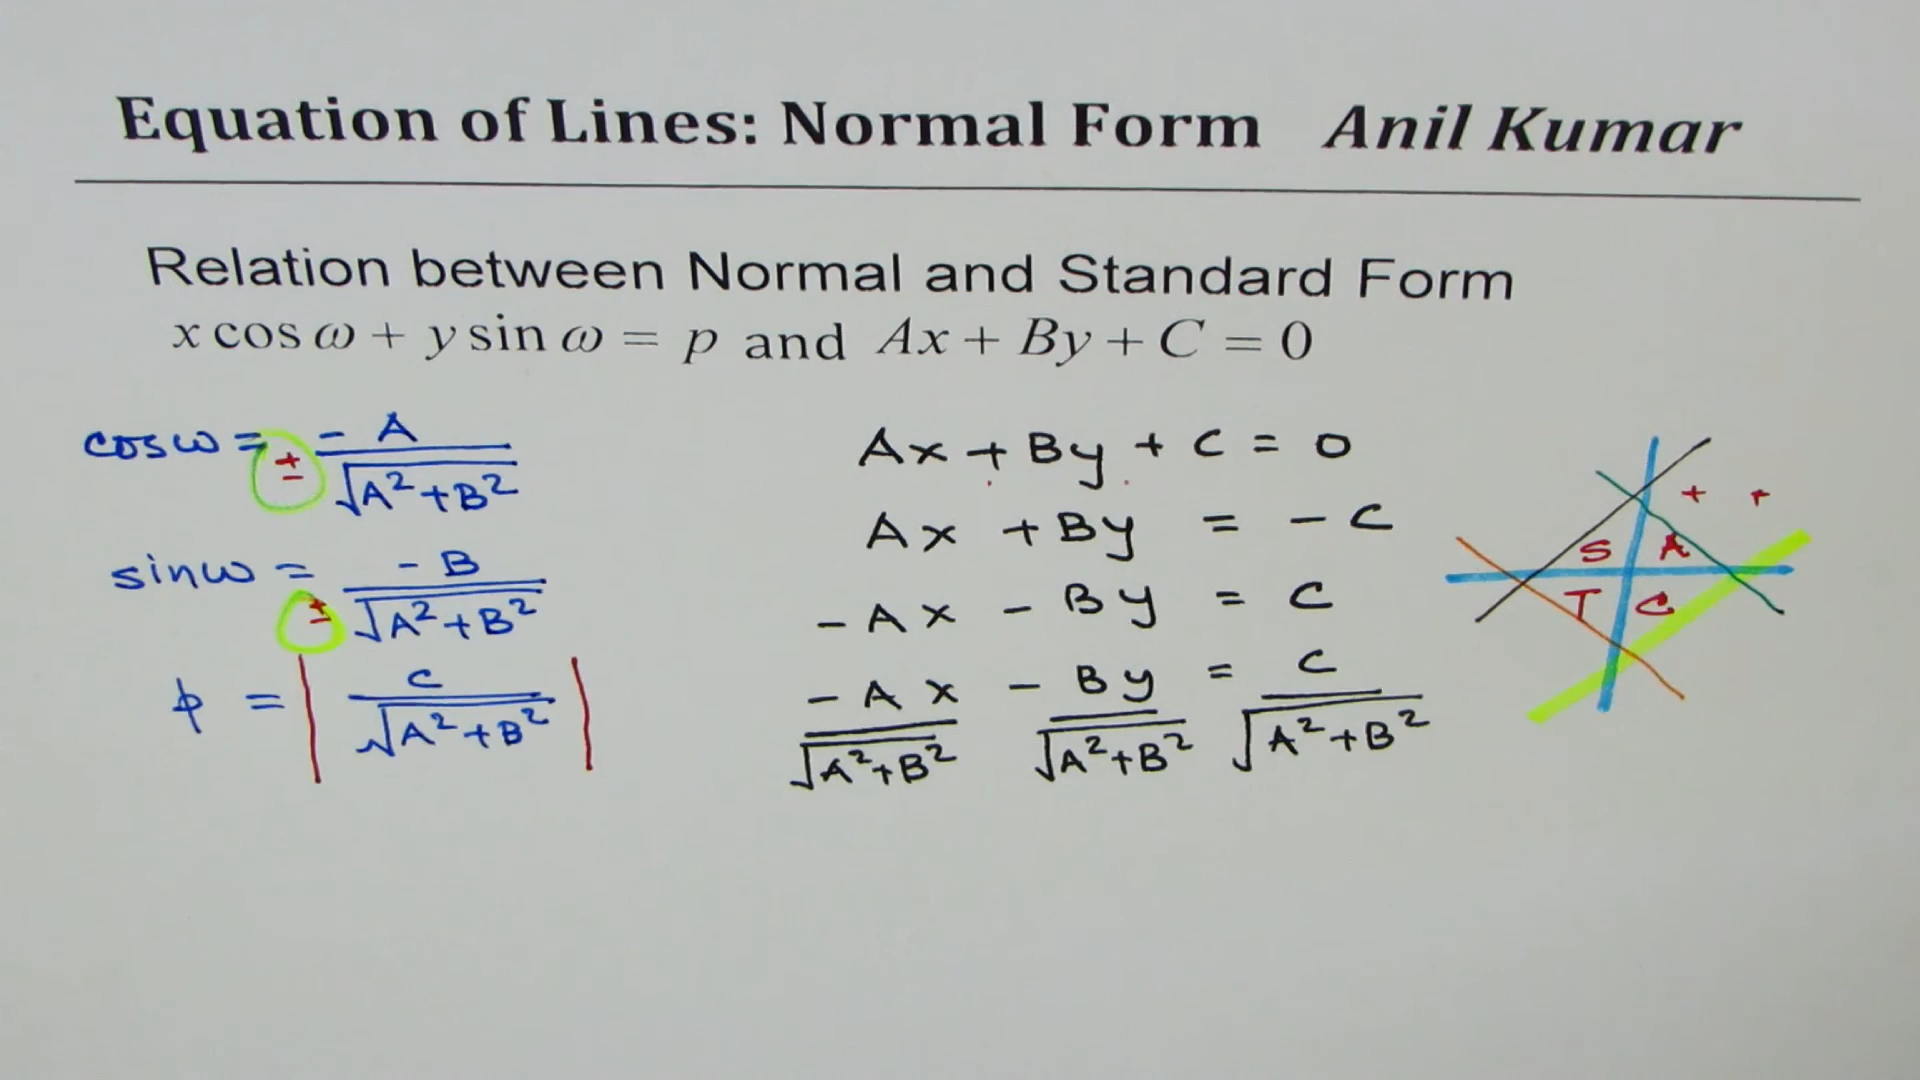 Equation of Lines: Normal Form Anil Kumar
Relation between Normal and Standard Form
x cos ω + y sin ω = p and Ax + By + C = 0
cos ω = ± -A / √(A² + B²)
sin ω = ± -B / √(A² + B²)
p = | C / √(A² + B²) |
Ax + By + C = 0
Ax + By = - C
- Ax - By = C
-Ax / √(A² + B²) - By / √(A² + B²) = C / √(A² + B²)
+ +
S A
T C